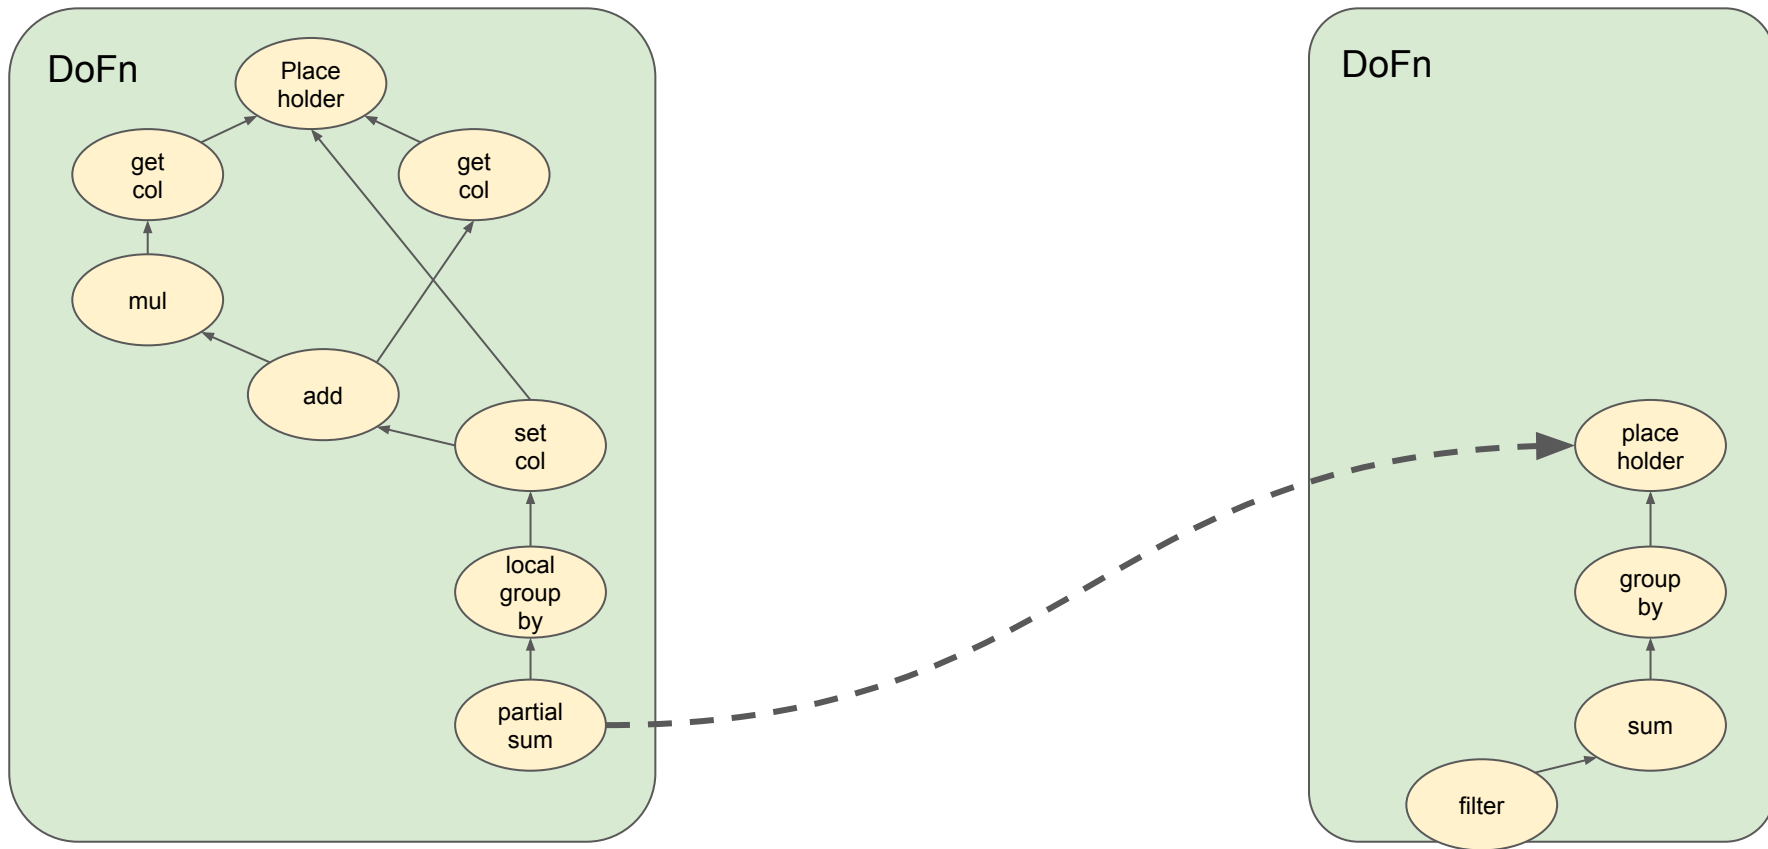 DoFn
Place
holder
get
col
get
col
mul
add
set
col
local
group
by
partial
sum
DoFn
place
holder
group
by
sum
filter